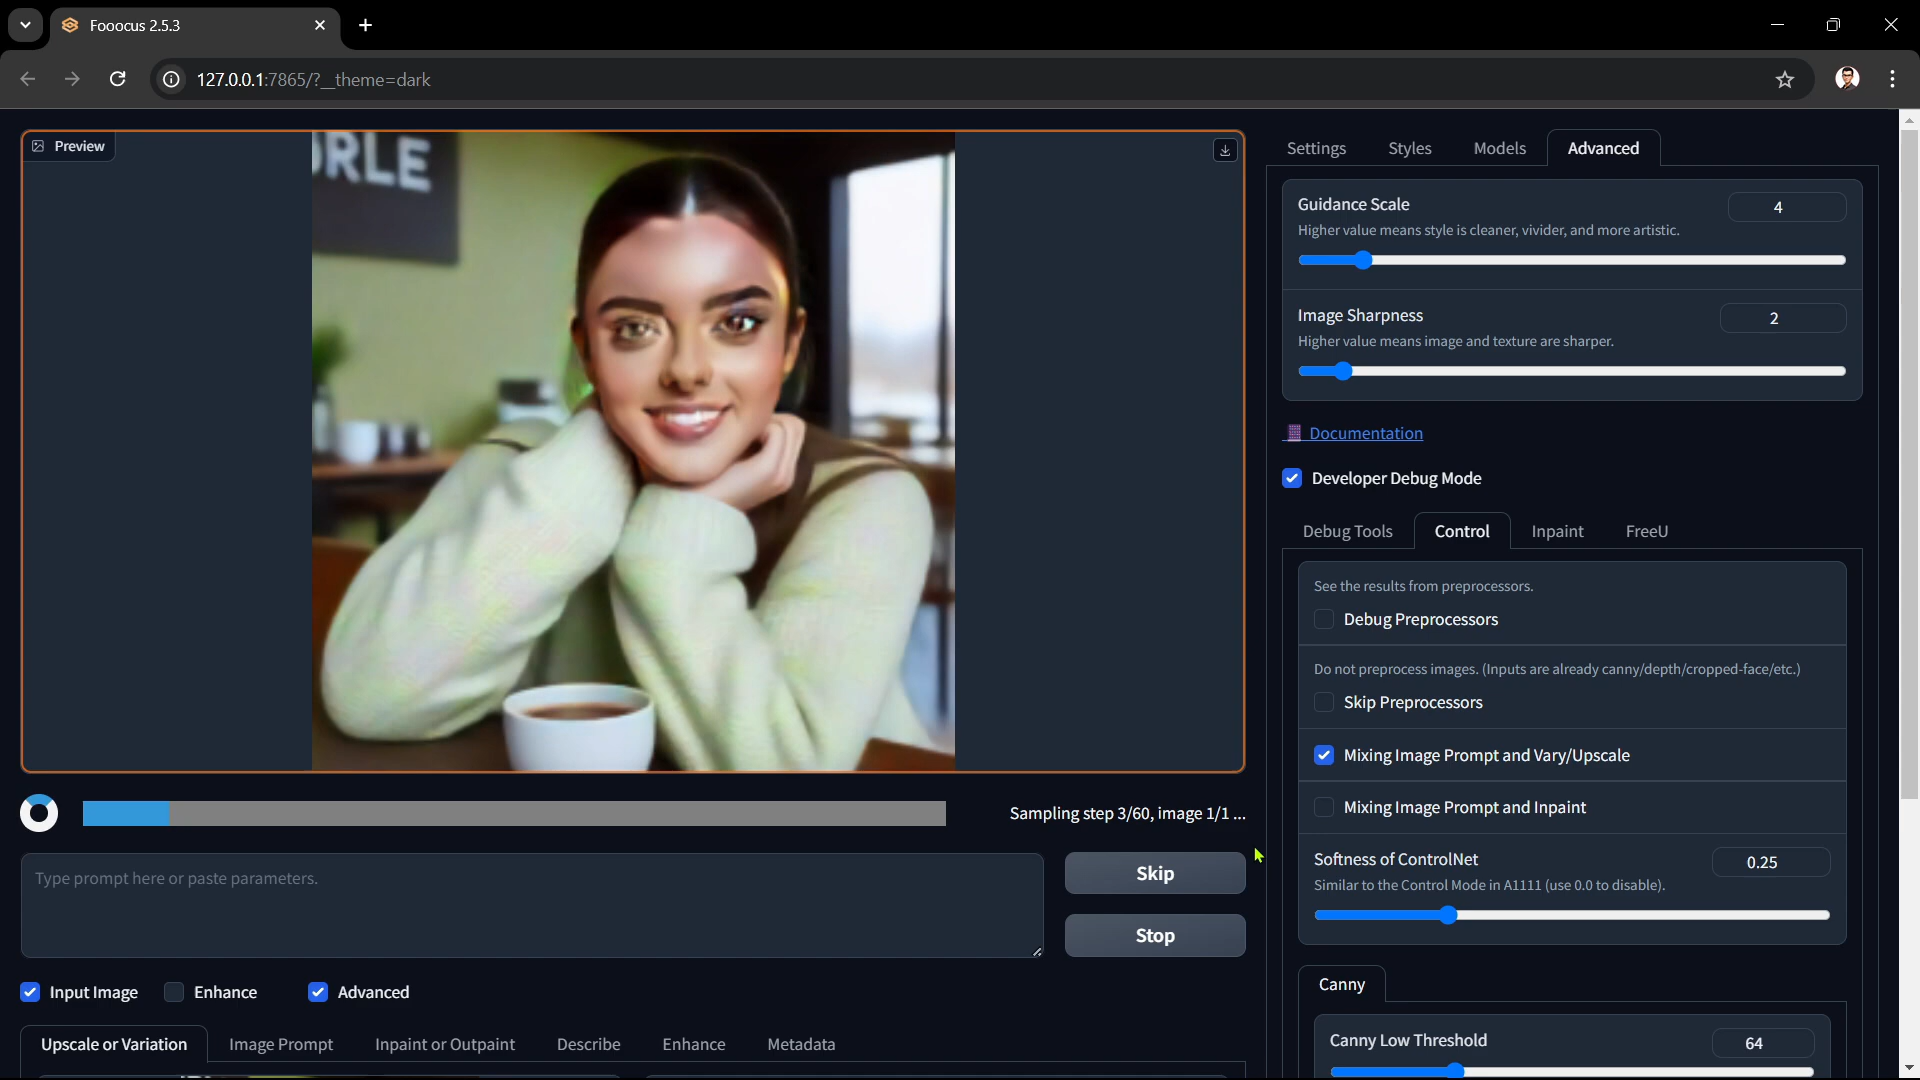 Fooocus 2.5.3
127.0.0.1:7865/?__theme=dark
Preview
ORLE
Settings Styles Models Advanced
Guidance Scale 4
Higher value means style is cleaner, vivider, and more artistic.
Image Sharpness 2
Higher value means image and texture are sharper.
Documentation
Developer Debug Mode
Debug Tools Control Inpaint FreeU
See the results from preprocessors.
Debug Preprocessors
Do not preprocess images. (Inputs are already canny/depth/cropped-face/etc.)
Skip Preprocessors
Mixing Image Prompt and Vary/Upscale
Mixing Image Prompt and Inpaint
Softness of ControlNet 0.25
Similar to the Control Mode in A1111 (use 0.0 to disable).
Canny
Canny Low Threshold 64
Sampling step 3/60, image 1/1 ...
Type prompt here or paste parameters.
Skip
Stop
Input Image Enhance Advanced
Upscale or Variation Image Prompt Inpaint or Outpaint Describe Enhance Metadata